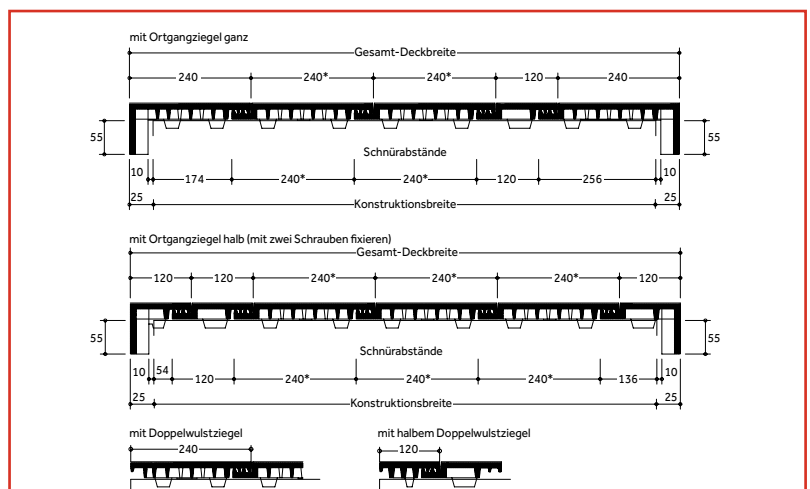 mit Ortgangziegel ganz
Gesamt-Deckbreite
240 240* 240* 120 240
55 55
Schnürabstände
10 174 240* 240* 120 256 10
25 Konstruktionsbreite 25
mit Ortgangziegel halb (mit zwei Schrauben fixieren)
Gesamt-Deckbreite
120 120 240* 240* 240* 120
55 55
Schnürabstände
10 54 120 240* 240* 240* 136 10
25 Konstruktionsbreite 25
mit Doppelwulstziegel mit halbem Doppelwulstziegel
240 120